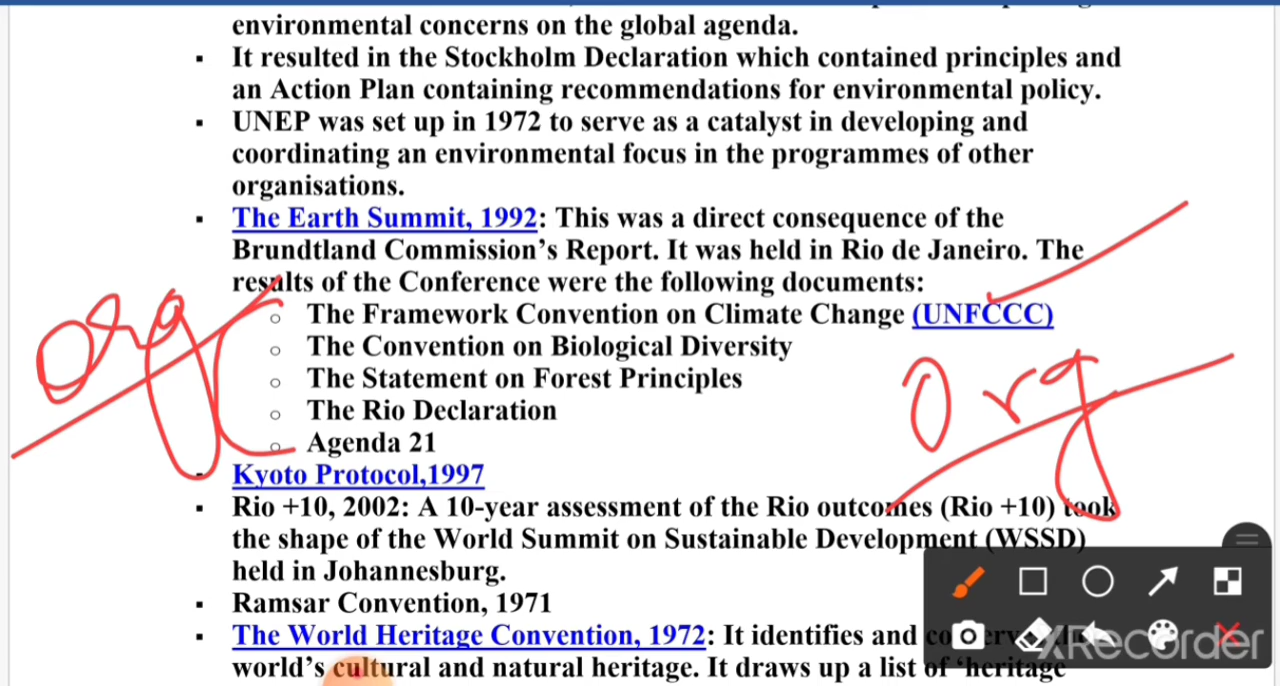 environmental concerns on the global agenda.
▪ It resulted in the Stockholm Declaration which contained principles and
an Action Plan containing recommendations for environmental policy.
▪ UNEP was set up in 1972 to serve as a catalyst in developing and
coordinating an environmental focus in the programmes of other
organisations.
▪ The Earth Summit, 1992: This was a direct consequence of the
Brundtland Commission’s Report. It was held in Rio de Janeiro. The
results of the Conference were the following documents:
○ The Framework Convention on Climate Change (UNFCCC)
○ The Convention on Biological Diversity
org
○ The Statement on Forest Principles
org
○ The Rio Declaration
○ Agenda 21
▪ Kyoto Protocol,1997
▪ Rio +10, 2002: A 10-year assessment of the Rio outcomes (Rio +10) took
the shape of the World Summit on Sustainable Development (WSSD)
held in Johannesburg.
▪ Ramsar Convention, 1971
▪ The World Heritage Convention, 1972: It identifies and
XRecorder
world’s cultural and natural heritage. It draws up a list of ‘heritage